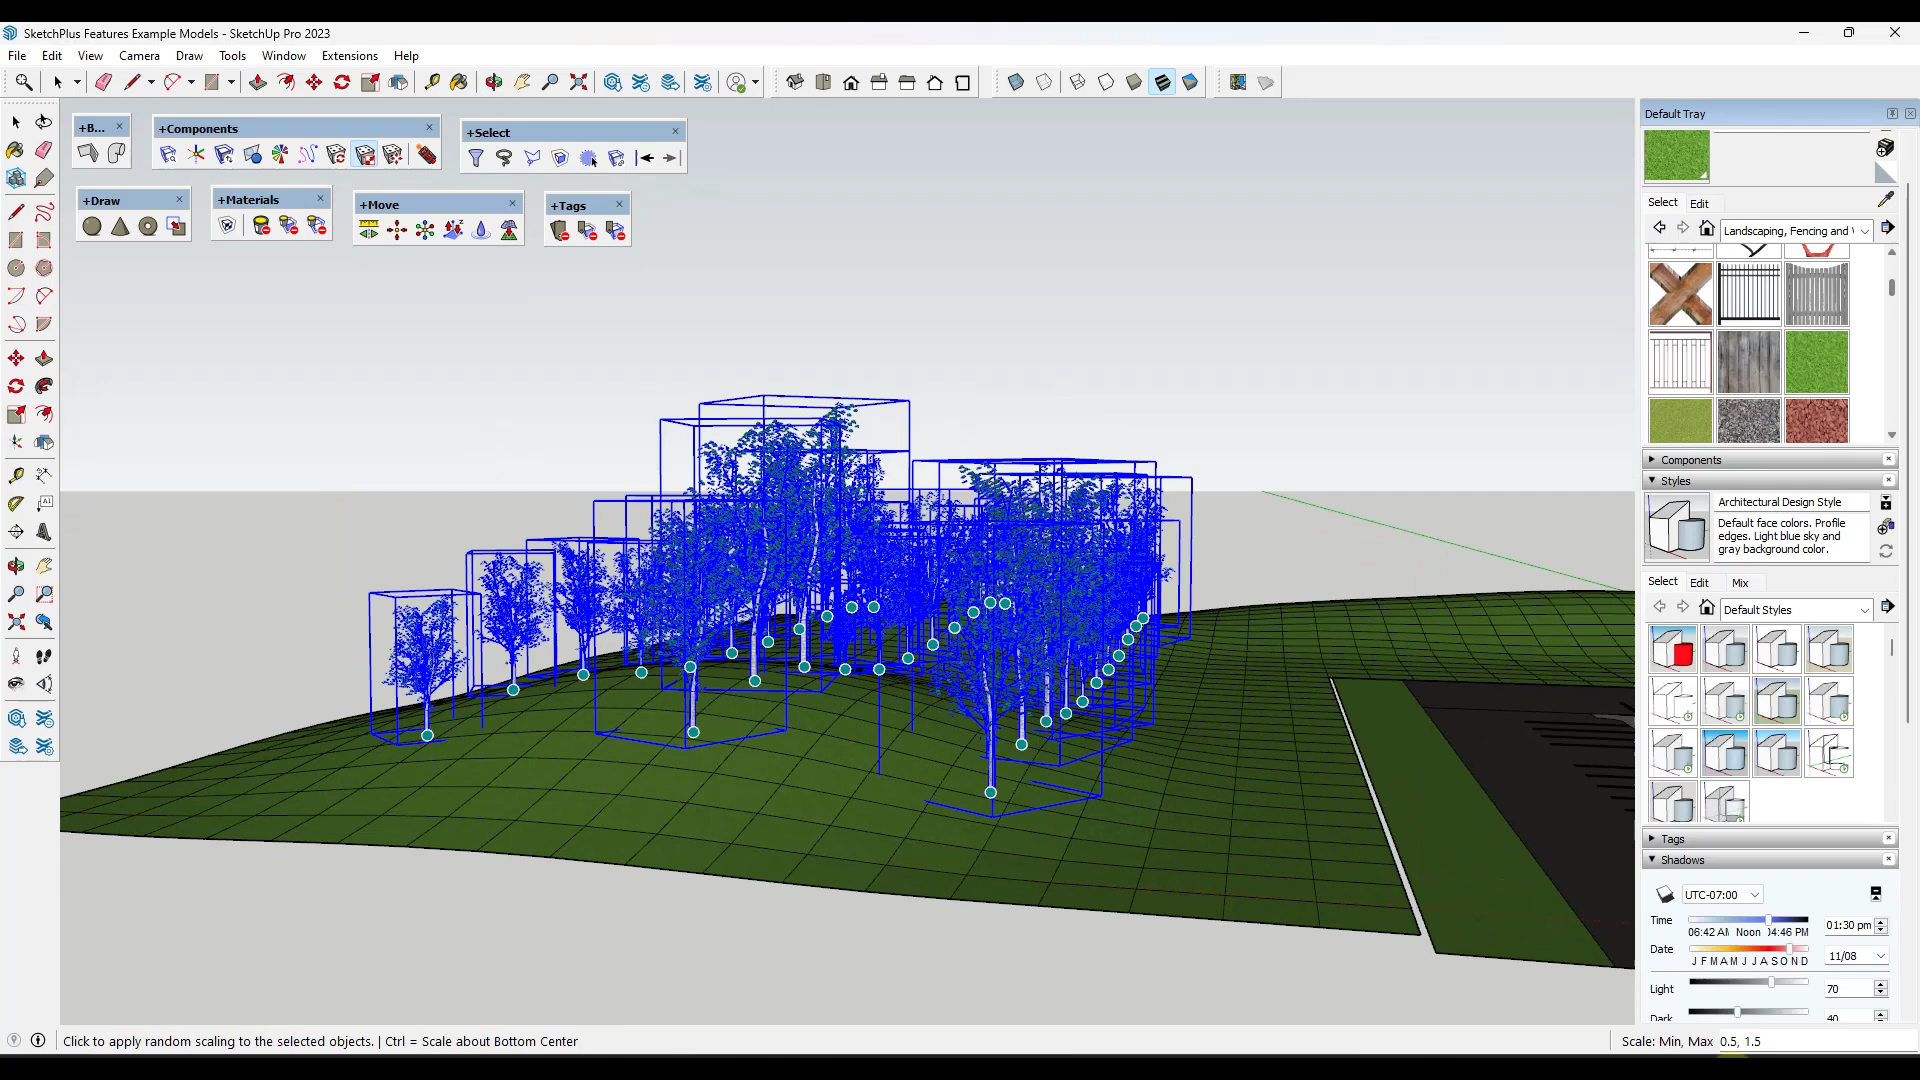 SketchPlus Features Example Models - SketchUp Pro 2023
File Edit View Camera Draw Tools Window Extensions Help
+B...
+Components
+Select
+Draw
+Materials
+Move
+Tags
Default Tray
Select Edit
Landscaping, Fencing and
Components
Styles
Architectural Design Style
Default face colors. Profile
edges. Light blue sky and
gray background color.
Select Edit Mix
Default Styles
Tags
Shadows
UTC-07:00
Time
06:42 AM Noon 04:46 PM
01:30 pm
Date
J F M A M J J A S O N D
11/08
Light
70
Dark
40
Click to apply random scaling to the selected objects. | Ctrl = Scale about Bottom Center
Scale: Min, Max 0.5, 1.5